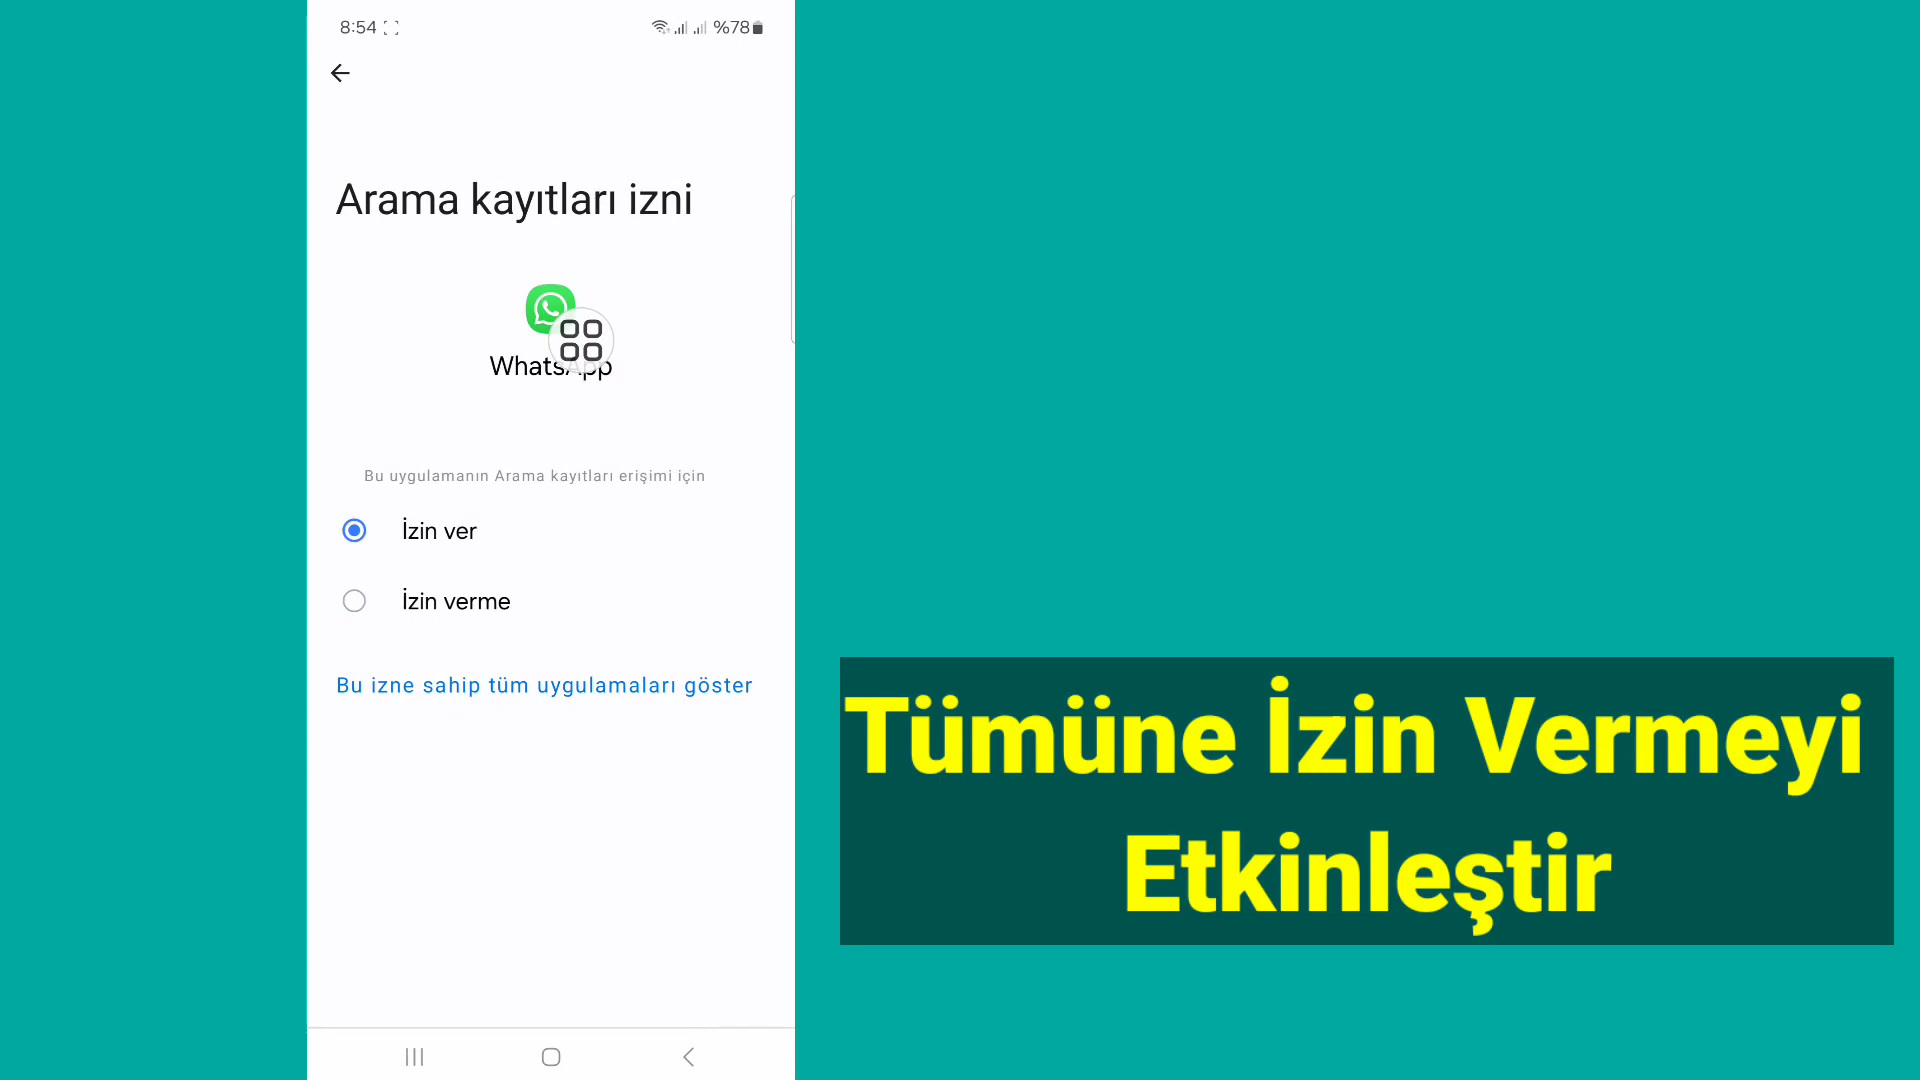 8:54
%78
Arama kayıtları izni
WhatsApp
Bu uygulamanın Arama kayıtları erişimi için
İzin ver
İzin verme
Bu izne sahip tüm uygulamaları göster
Tümüne İzin Vermeyi
Etkinleştir